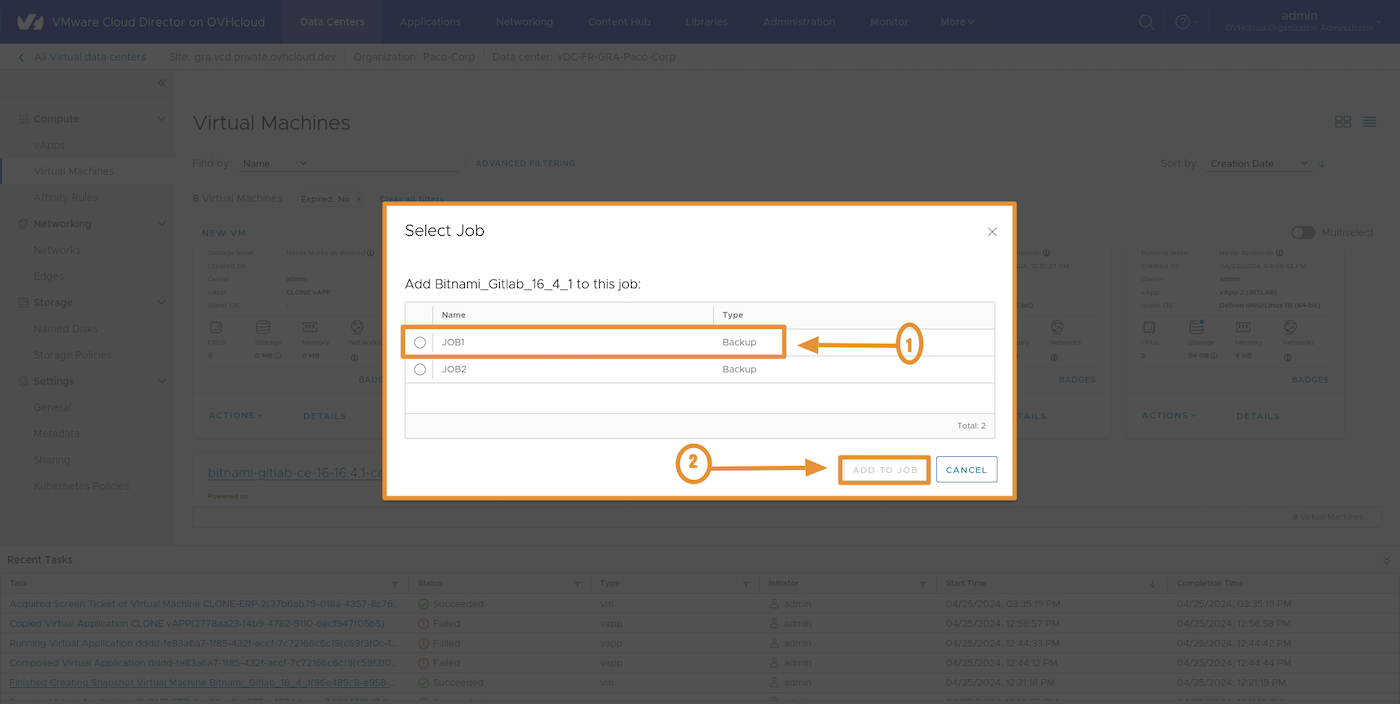 VMware Cloud Director on OVHcloud
Data Centers Applications Networking Content Hub Libraries Administration Monitor More
admin
OVHcloud Organization Administrator
All Virtual data centers Site: gra.vcd.private.ovhcloud.dev Organization: Paco-Corp Data center: vDC-FR-GRA-Paco-Corp
Compute
vApps
Virtual Machines
Affinity Rules
Networking
Networks
Edges
Storage
Named Disks
Storage Policies
Settings
General
Metadata
Sharing
Kubernetes Policies
Virtual Machines
Find by: Name ADVANCED FILTERING
Sort by: Creation Date
8 Virtual Machines Expired: No × Clear all filters
NEW VM
Multiselect
Created On
Owner admin
vApp CLONE vAPP
Guest OS
CPUs Storage Memory Networks
0 0 MB 0 MB
ACTIONS DETAILS
Select Job
Add Bitnami_Gitlab_16_4_1 to this job:
Name Type
JOB1 Backup
1
JOB2 Backup
Total: 2
2
ADD TO JOB CANCEL
Never Suspends
Created On 04/23/2024, 04:56:52 PM
Owner admin
vApp vApp 2 (GITLAB)
Guest OS Debian GNU/Linux 10 (64-bit)
CPUs Storage Memory Networks
2 34 GB 4 GB
BADGES
ACTIONS DETAILS
bitnami-gitlab-ce-16-16.4.1-ce
Powered on
8 Virtual Machines
Recent Tasks
Task Status Type Initiator Start Time Completion Time
Acquired Screen Ticket of Virtual Machine CLONE-ERP-2(37b6ab79-018a-4357-8c76... Succeeded vm admin 04/25/2024, 03:35:19 PM 04/25/2024, 03:35:19 PM
Copied Virtual Application CLONE vAPP(2778aa23-f4b9-4782-9110-6ecf947f05b5) Failed vapp admin 04/25/2024, 12:56:57 PM 04/25/2024, 12:56:58 PM
Running Virtual Application dddd-fe83a6a7-1f85-432f-accf-7c72166c6c19(c59f3f0c-1... Failed vapp admin 04/25/2024, 12:44:33 PM 04/25/2024, 12:44:42 PM
Composed Virtual Application dddd-fe83a6a7-1f85-432f-accf-7c72166c6c19(c59f3f0... Failed vapp admin 04/25/2024, 12:44:12 PM 04/25/2024, 12:44:44 PM
Finished Creating Snapshot Virtual Machine Bitnami_Gitlab_16_4_1(96e489c8-e958-... Succeeded vm admin 04/25/2024, 12:21:18 PM 04/25/2024, 12:21:19 PM